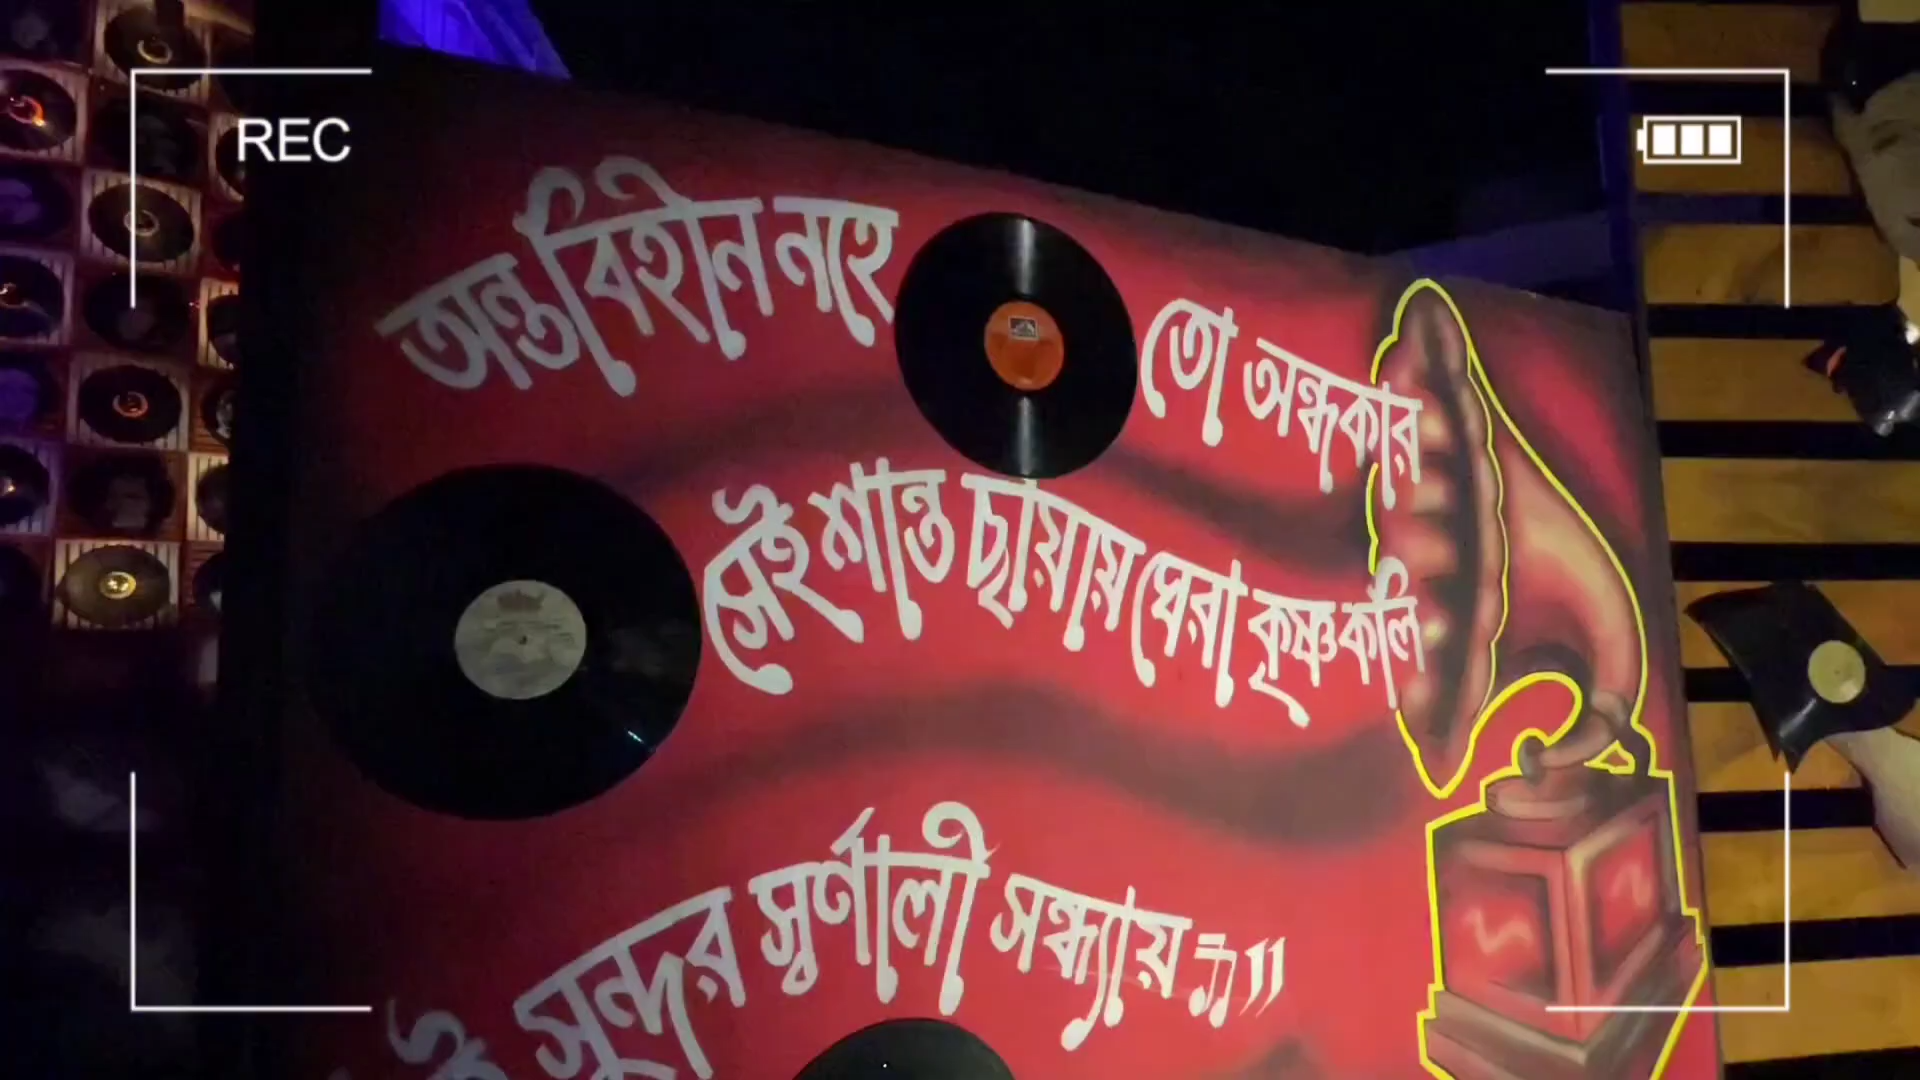 REC
অন্তবিহীন নহে তো অন্ধকার
সেই শান্ত ছায়ায় ঘেরা কৃষ্ণকলি
সুন্দর স্বর্ণালী সন্ধ্যায়